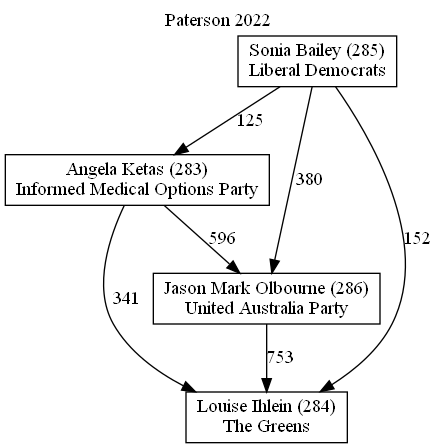 Paterson 2022
Sonia Bailey (285)
Liberal Democrats
125
Angela Ketas (283)
Informed Medical Options Party
380
152
596
341
Jason Mark Olbourne (286)
United Australia Party
753
Louise Ihlein (284)
The Greens